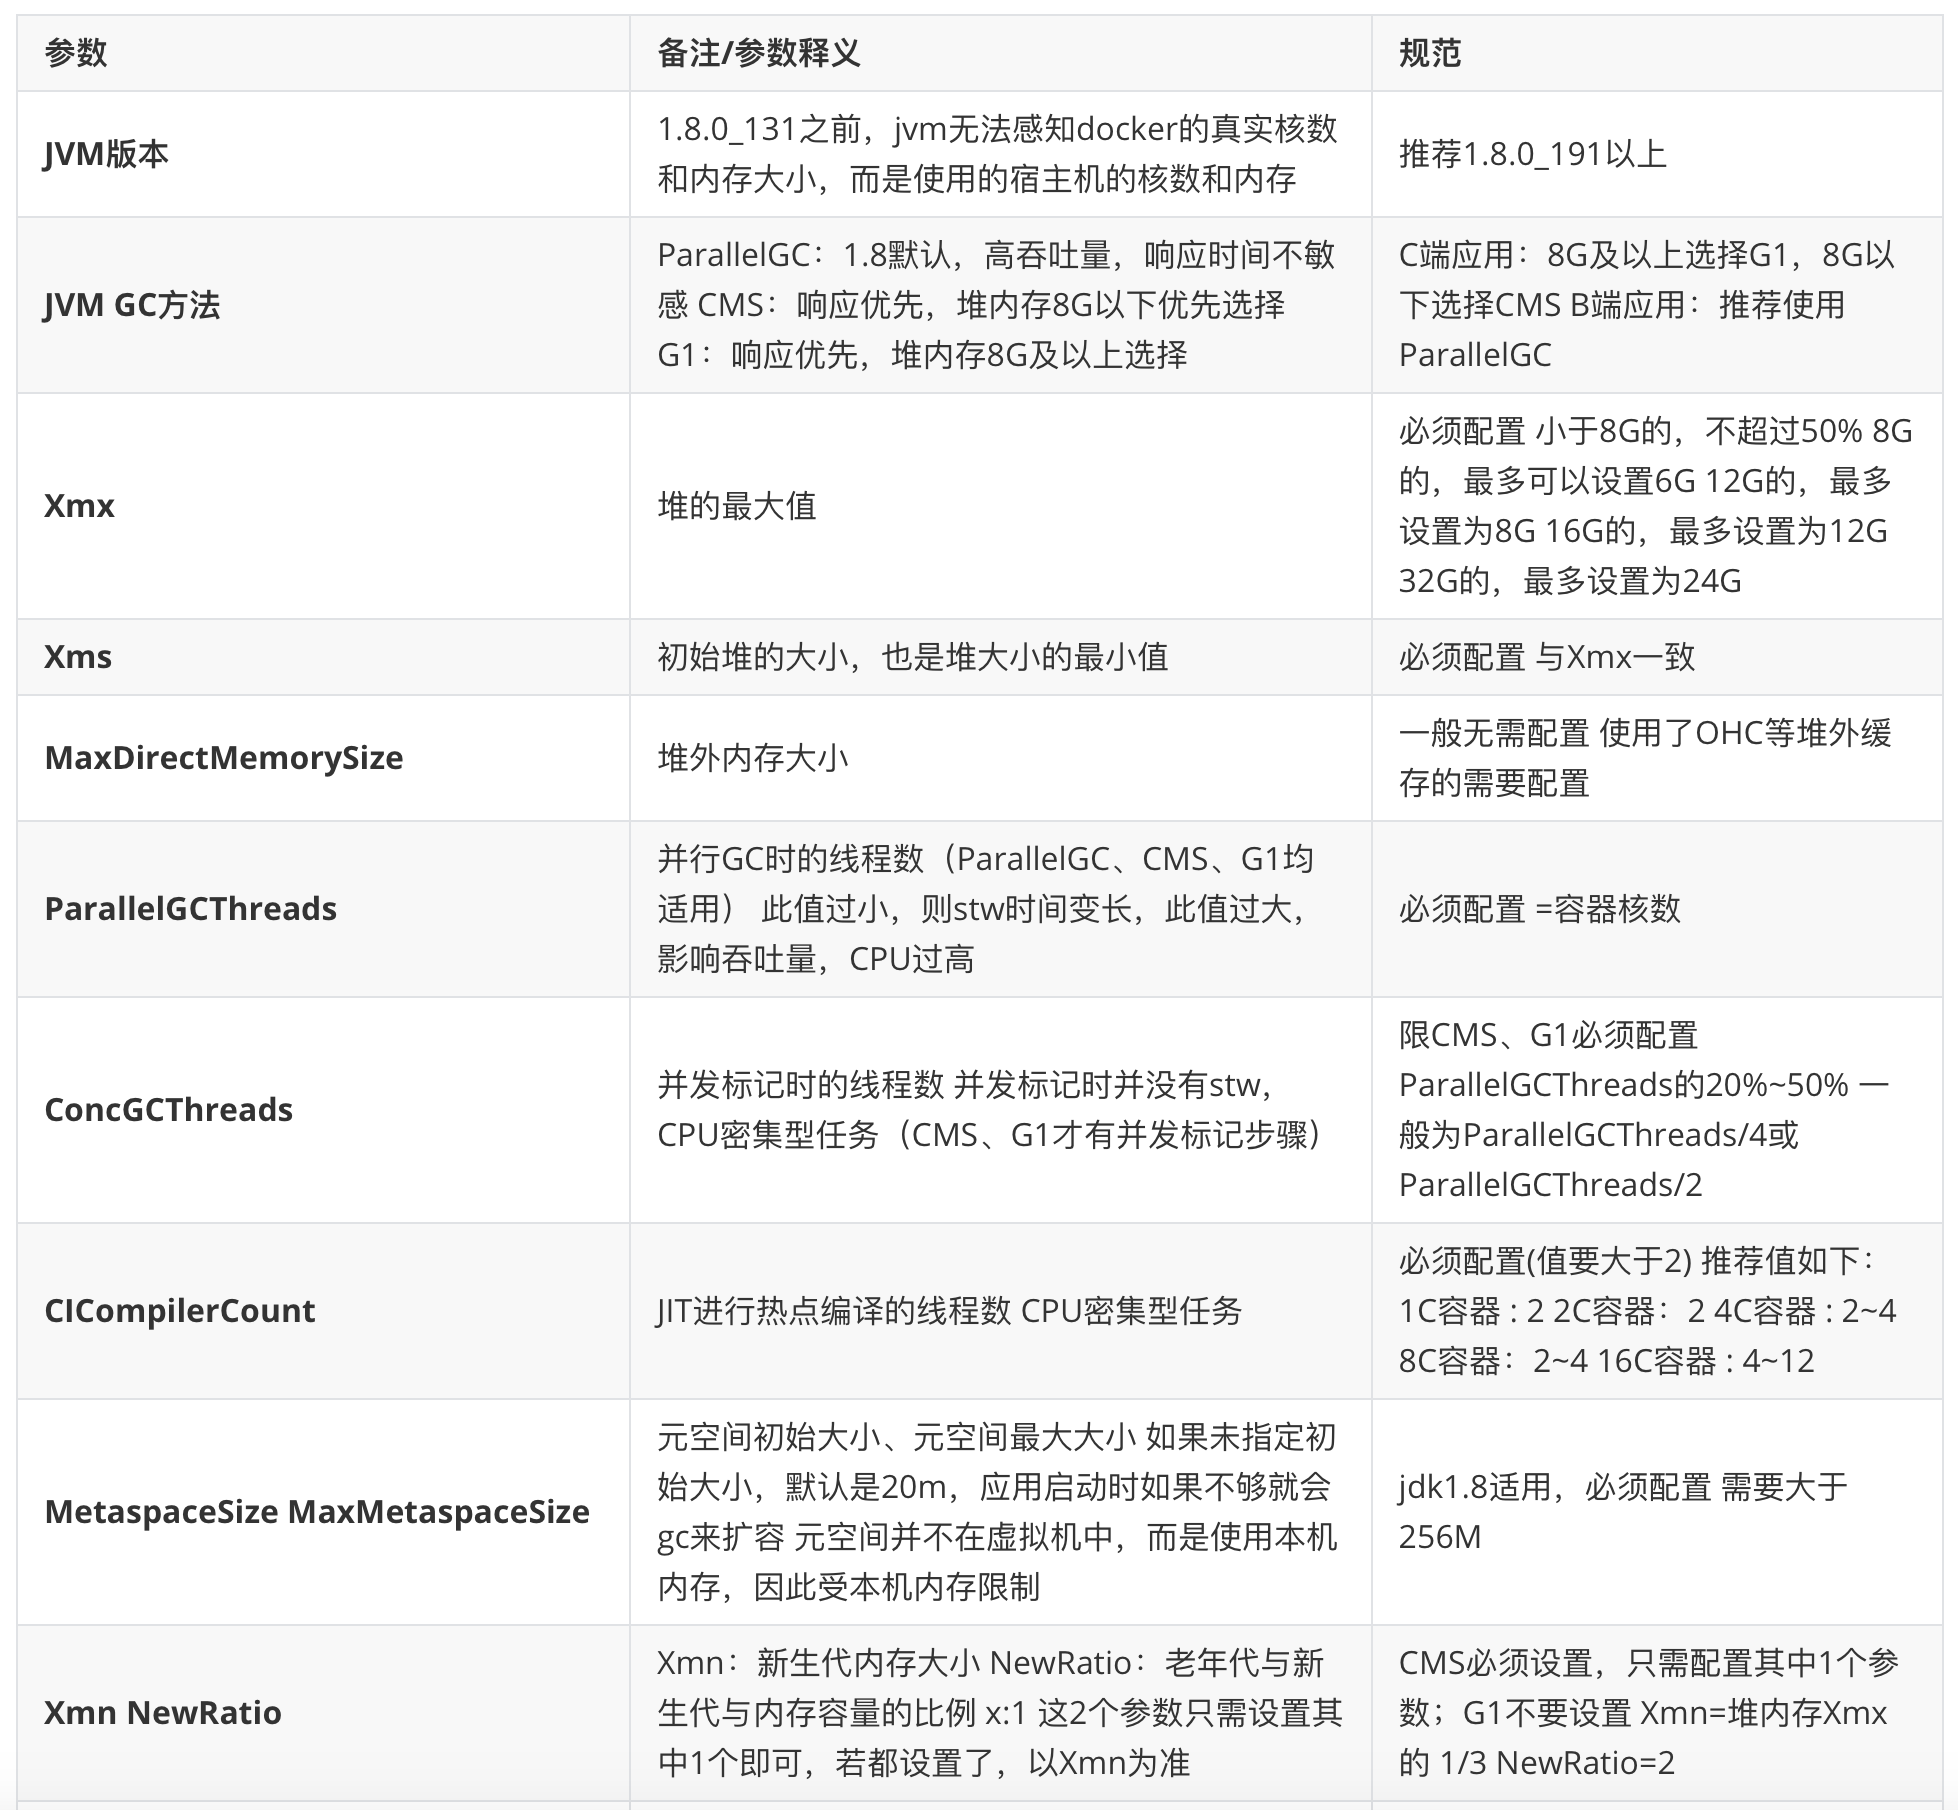 参数
备注/参数释义
规范
JVM版本
1.8.0_131之前，jvm无法感知docker的真实核数
和内存大小，而是使用的宿主机的核数和内存
推荐1.8.0_191以上
JVM GC方法
ParallelGC：1.8默认，高吞吐量，响应时间不敏
感 CMS：响应优先，堆内存8G以下优先选择
G1：响应优先，堆内存8G及以上选择
C端应用：8G及以上选择G1，8G以
下选择CMS B端应用：推荐使用
ParallelGC
Xmx
堆的最大值
必须配置 小于8G的，不超过50% 8G
的，最多可以设置6G 12G的，最多
设置为8G 16G的，最多设置为12G
32G的，最多设置为24G
Xms
初始堆的大小，也是堆大小的最小值
必须配置 与Xmx一致
MaxDirectMemorySize
堆外内存大小
一般无需配置 使用了OHC等堆外缓
存的需要配置
ParallelGCThreads
并行GC时的线程数（ParallelGC、CMS、G1均
适用） 此值过小，则stw时间变长，此值过大，
影响吞吐量，CPU过高
必须配置 =容器核数
ConcGCThreads
并发标记时的线程数 并发标记时并没有stw，
CPU密集型任务（CMS、G1才有并发标记步骤）
限CMS、G1必须配置
ParallelGCThreads的20%~50% 一
般为ParallelGCThreads/4或
ParallelGCThreads/2
CICompilerCount
JIT进行热点编译的线程数 CPU密集型任务
必须配置(值要大于2) 推荐值如下：
1C容器 : 2 2C容器： 2 4C容器 : 2~4
8C容器： 2~4 16C容器 : 4~12
MetaspaceSize MaxMetaspaceSize
元空间初始大小、元空间最大大小 如果未指定初
始大小，默认是20m，应用启动时如果不够就会
gc来扩容 元空间并不在虚拟机中，而是使用本机
内存，因此受本机内存限制
jdk1.8适用，必须配置 需要大于
256M
Xmn NewRatio
Xmn：新生代内存大小 NewRatio：老年代与新
生代与内存容量的比例 x:1 这2个参数只需设置其
中1个即可，若都设置了，以Xmn为准
CMS必须设置，只需配置其中1个参
数；G1不要设置 Xmn=堆内存Xmx
的 1/3 NewRatio=2